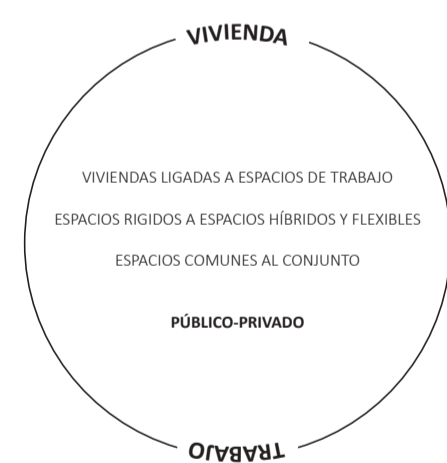 VIVIENDA
VIVIENDAS LIGADAS A ESPACIOS DE TRABAJO
ESPACIOS RIGIDOS A ESPACIOS HÍBRIDOS Y FLEXIBLES
ESPACIOS COMUNES AL CONJUNTO
PÚBLICO-PRIVADO
TRABAJO